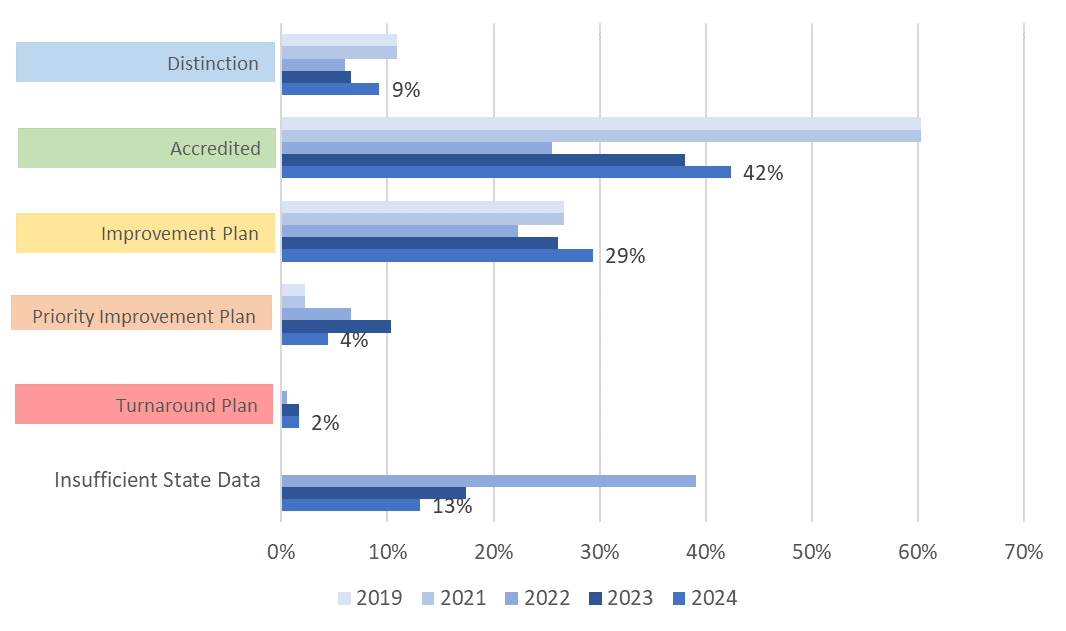 Distinction
9%
Accredited
42%
Improvement Plan
29%
Priority Improvement Plan
4%
Turnaround Plan
2%
Insufficient State Data
13%
0% 10% 20% 30% 40% 50% 60% 70%
2019 2021 2022 2023 2024